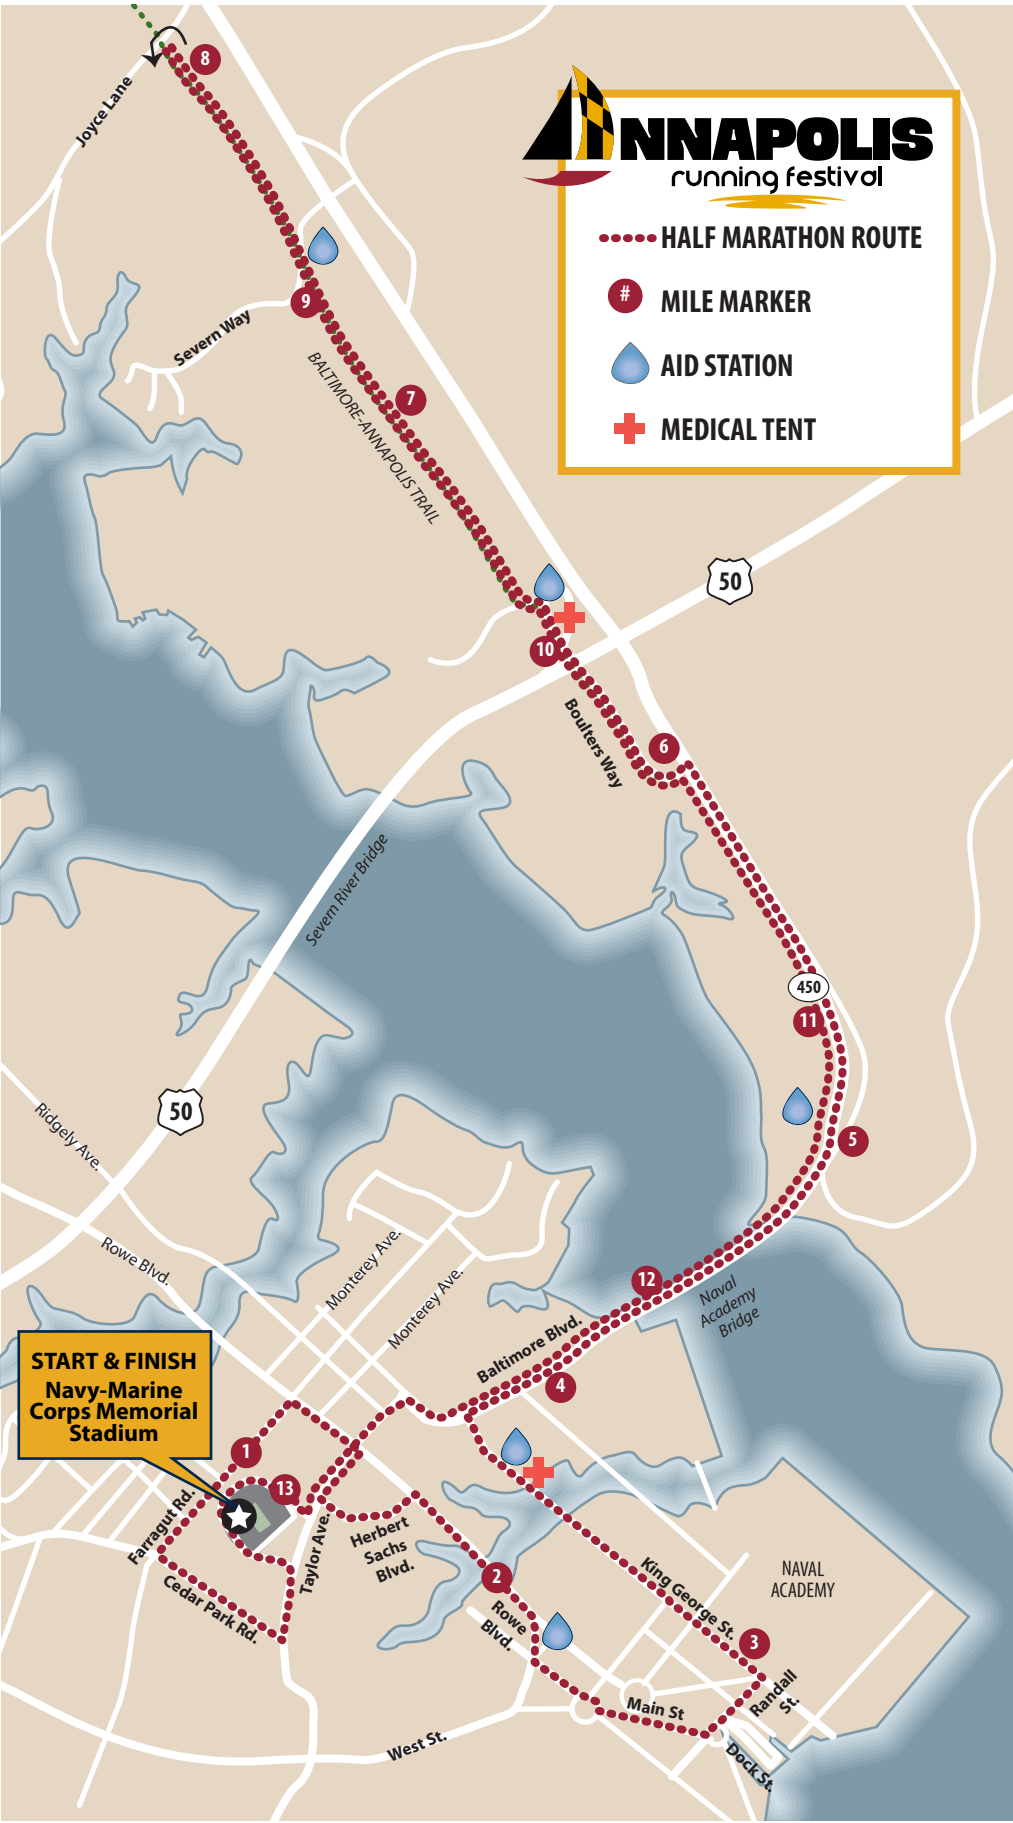 8
Joyce Lane
NNAPOLIS
running festival
HALF MARATHON ROUTE
#
MILE MARKER
AID STATION
MEDICAL TENT
9
Severn Way
7
BALTIMORE-ANNAPOLIS TRAIL
50
10
Boulters Way
6
Severn River Bridge
450
11
50
Ridgely Ave.
5
Rowe Blvd.
Monterey Ave.
Monterey Ave.
12
Naval
Academy
Bridge
Baltimore Blvd.
4
START & FINISH
Navy-Marine
Corps Memorial
Stadium
1
13
Farragut Rd.
Taylor Ave.
Herbert
Sachs
Blvd.
Cedar Park Rd.
2
Rowe
Blvd.
King George St.
NAVAL
ACADEMY
3
Randall
St.
Main St
Dock St.
West St.